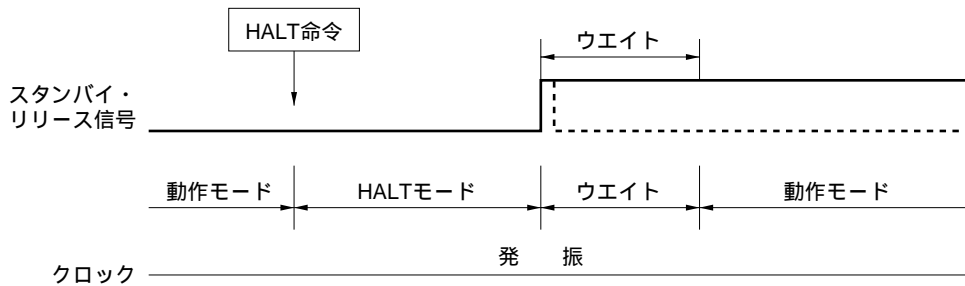 HALT命令
ウエイト
スタンバイ・
リリース信号
動作モード
HALTモード
ウエイト
動作モード
発 振
クロック